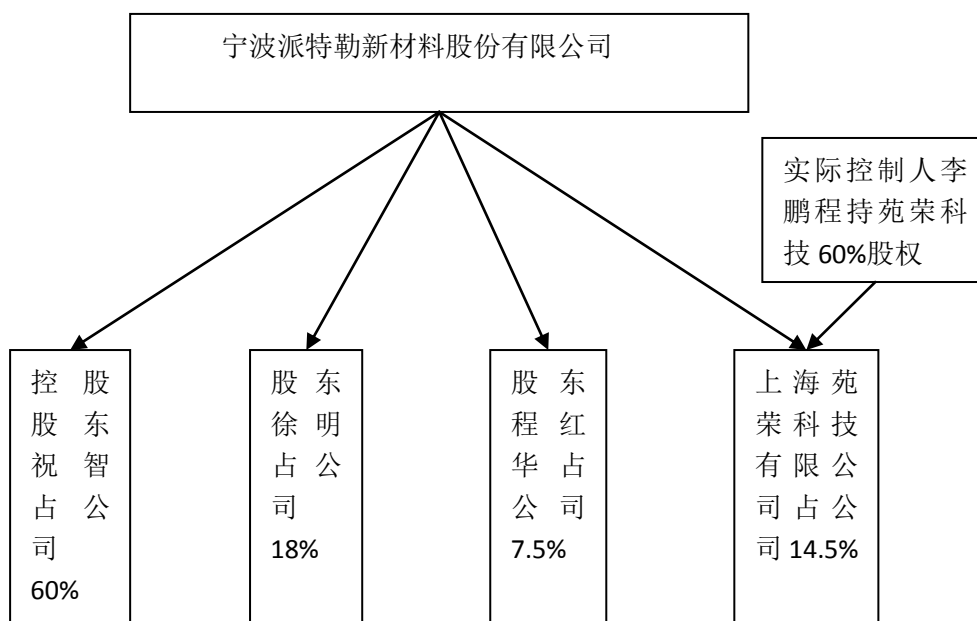 宁波派特勒新材料股份有限公司
实际控制人李
鹏程持苑荣科
技 60%股权
控股
股东
祝智
占公
司
60%
股东
徐明
占公
司
18%
股东
程红
华占
公司
7.5%
上海苑
荣科技
有限公
司占公
司 14.5%